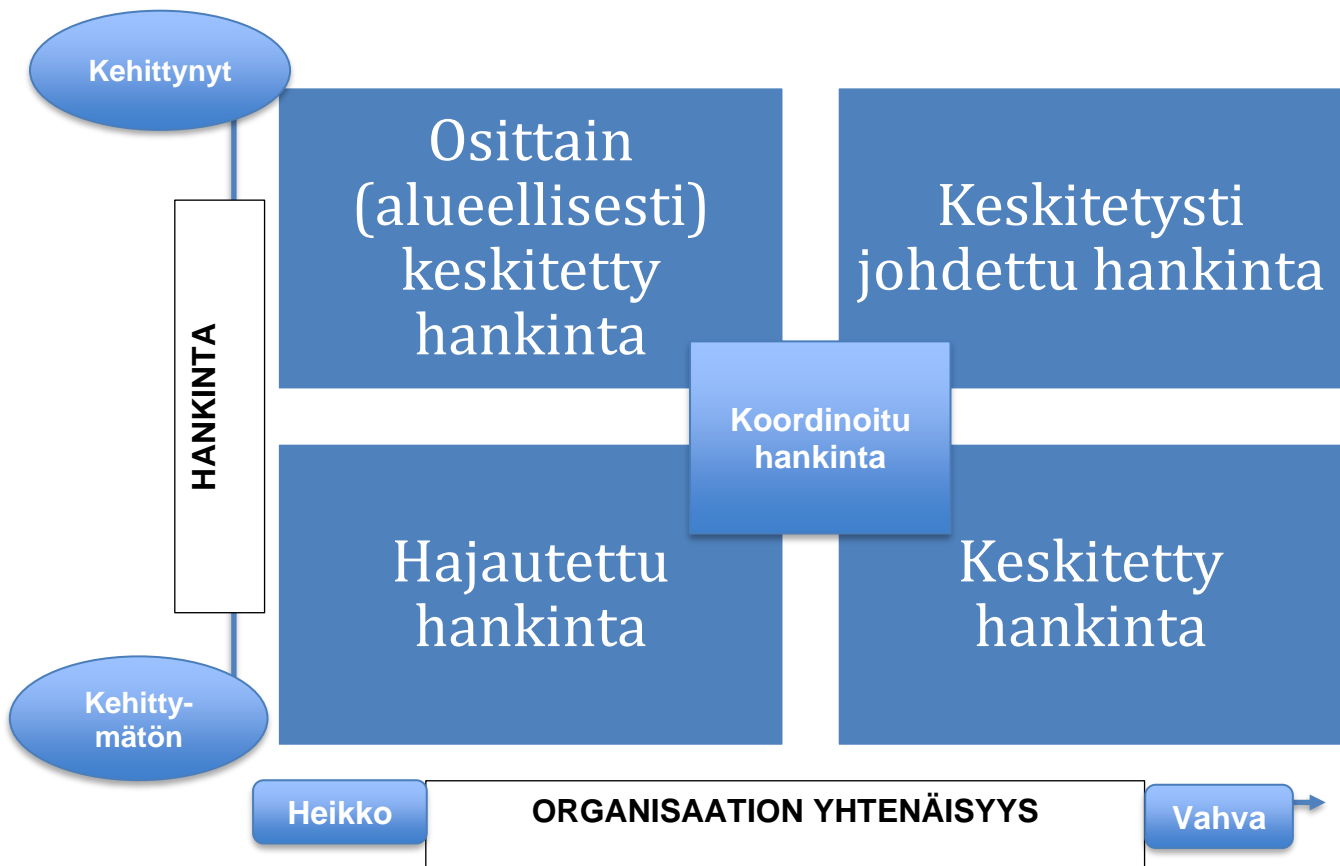 Kehittynyt
Osittain
(alueellisesti)
keskitetty
hankinta
Keskitetysti
johdettu hankinta
HANKINTA
Koordinoitu
hankinta
Hajautettu
hankinta
Keskitetty
hankinta
Kehitty-
mätön
Heikko
ORGANISAATION YHTENÄISYYS
Vahva